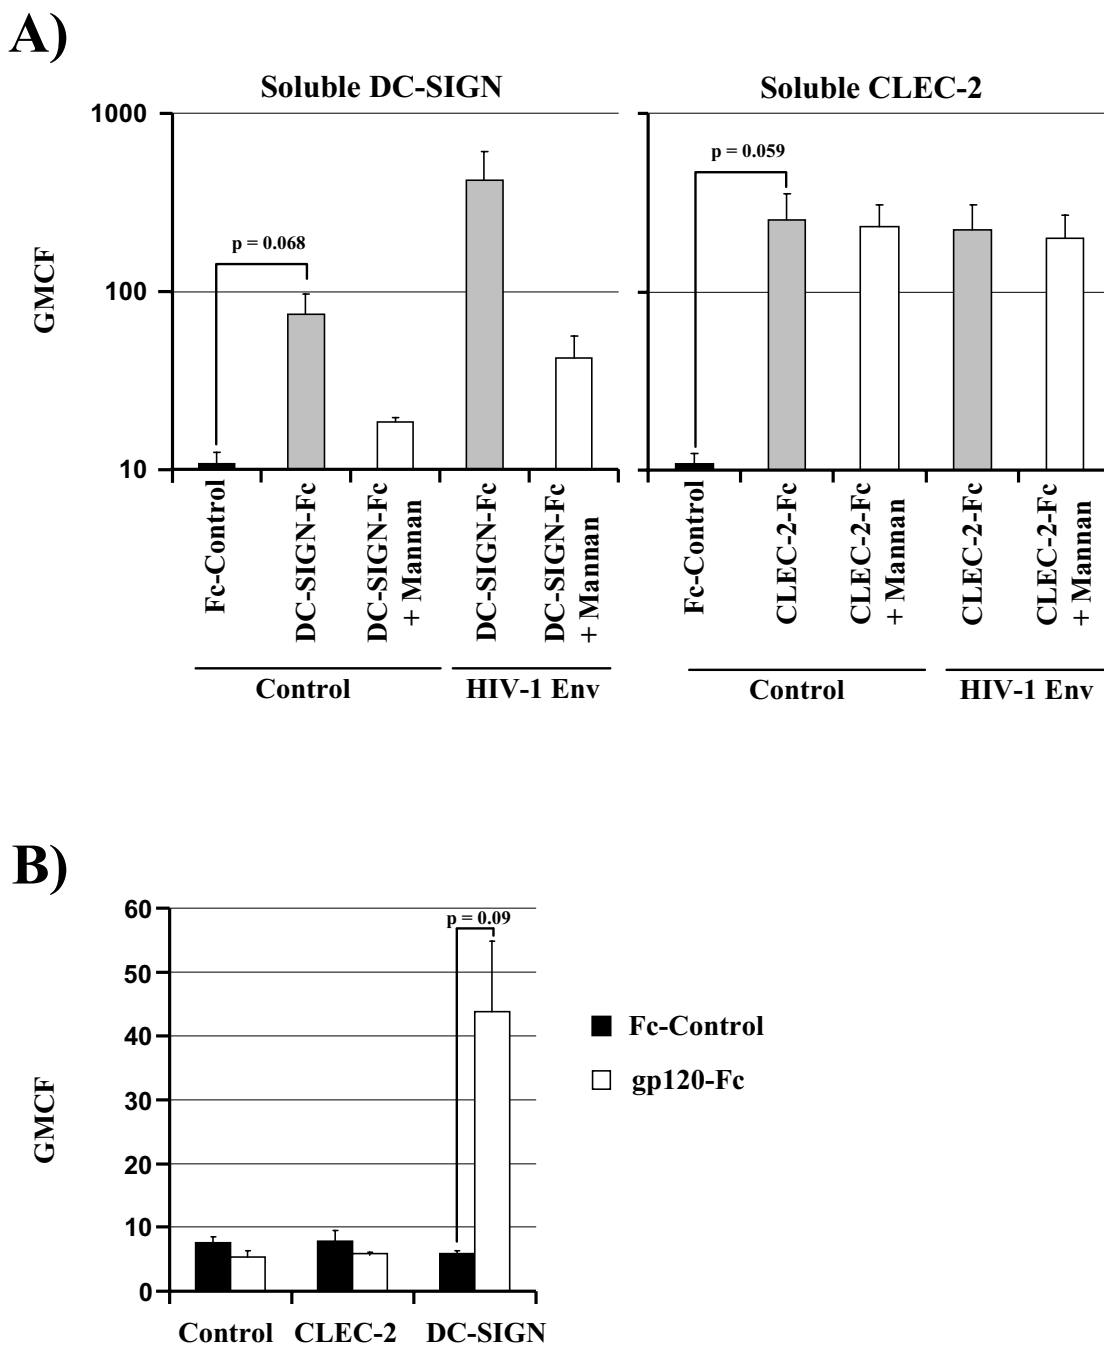 A)
Soluble DC-SIGN
Soluble CLEC-2
1000
100
10
GMCF
p = 0.068
p = 0.059
Fc-Control
DC-SIGN-Fc
DC-SIGN-Fc
+ Mannan
DC-SIGN-Fc
DC-SIGN-Fc
+ Mannan
Control
HIV-1 Env
Fc-Control
CLEC-2-Fc
CLEC-2-Fc
+ Mannan
CLEC-2-Fc
CLEC-2-Fc
+ Mannan
Control
HIV-1 Env
B)
60
50
40
30
20
10
0
GMCF
p = 0.09
Control
CLEC-2
DC-SIGN
Fc-Control
gp120-Fc